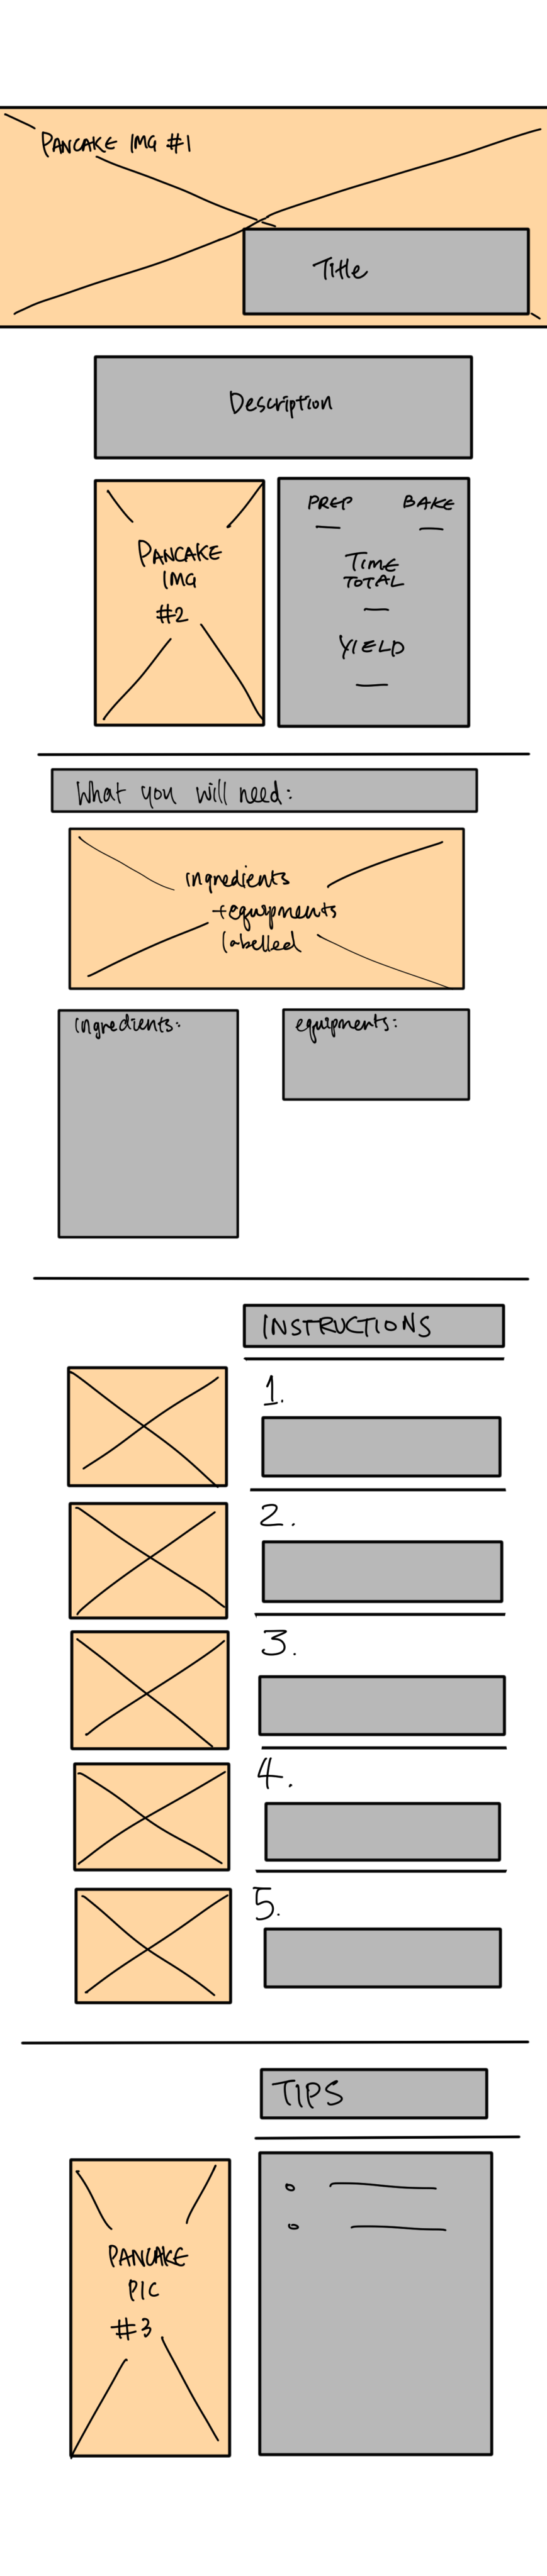 PANCAKE IMG #1
Title
Description
PANCAKE
IMG
#2
PREP BAKE
TIME
TOTAL
YIELD
What you will need:
ingredients
+equipments
labelled
ingredients:
equipments:
INSTRUCTIONS
1.
2.
3.
4.
5.
TIPS
PANCAKE
PIC
#3